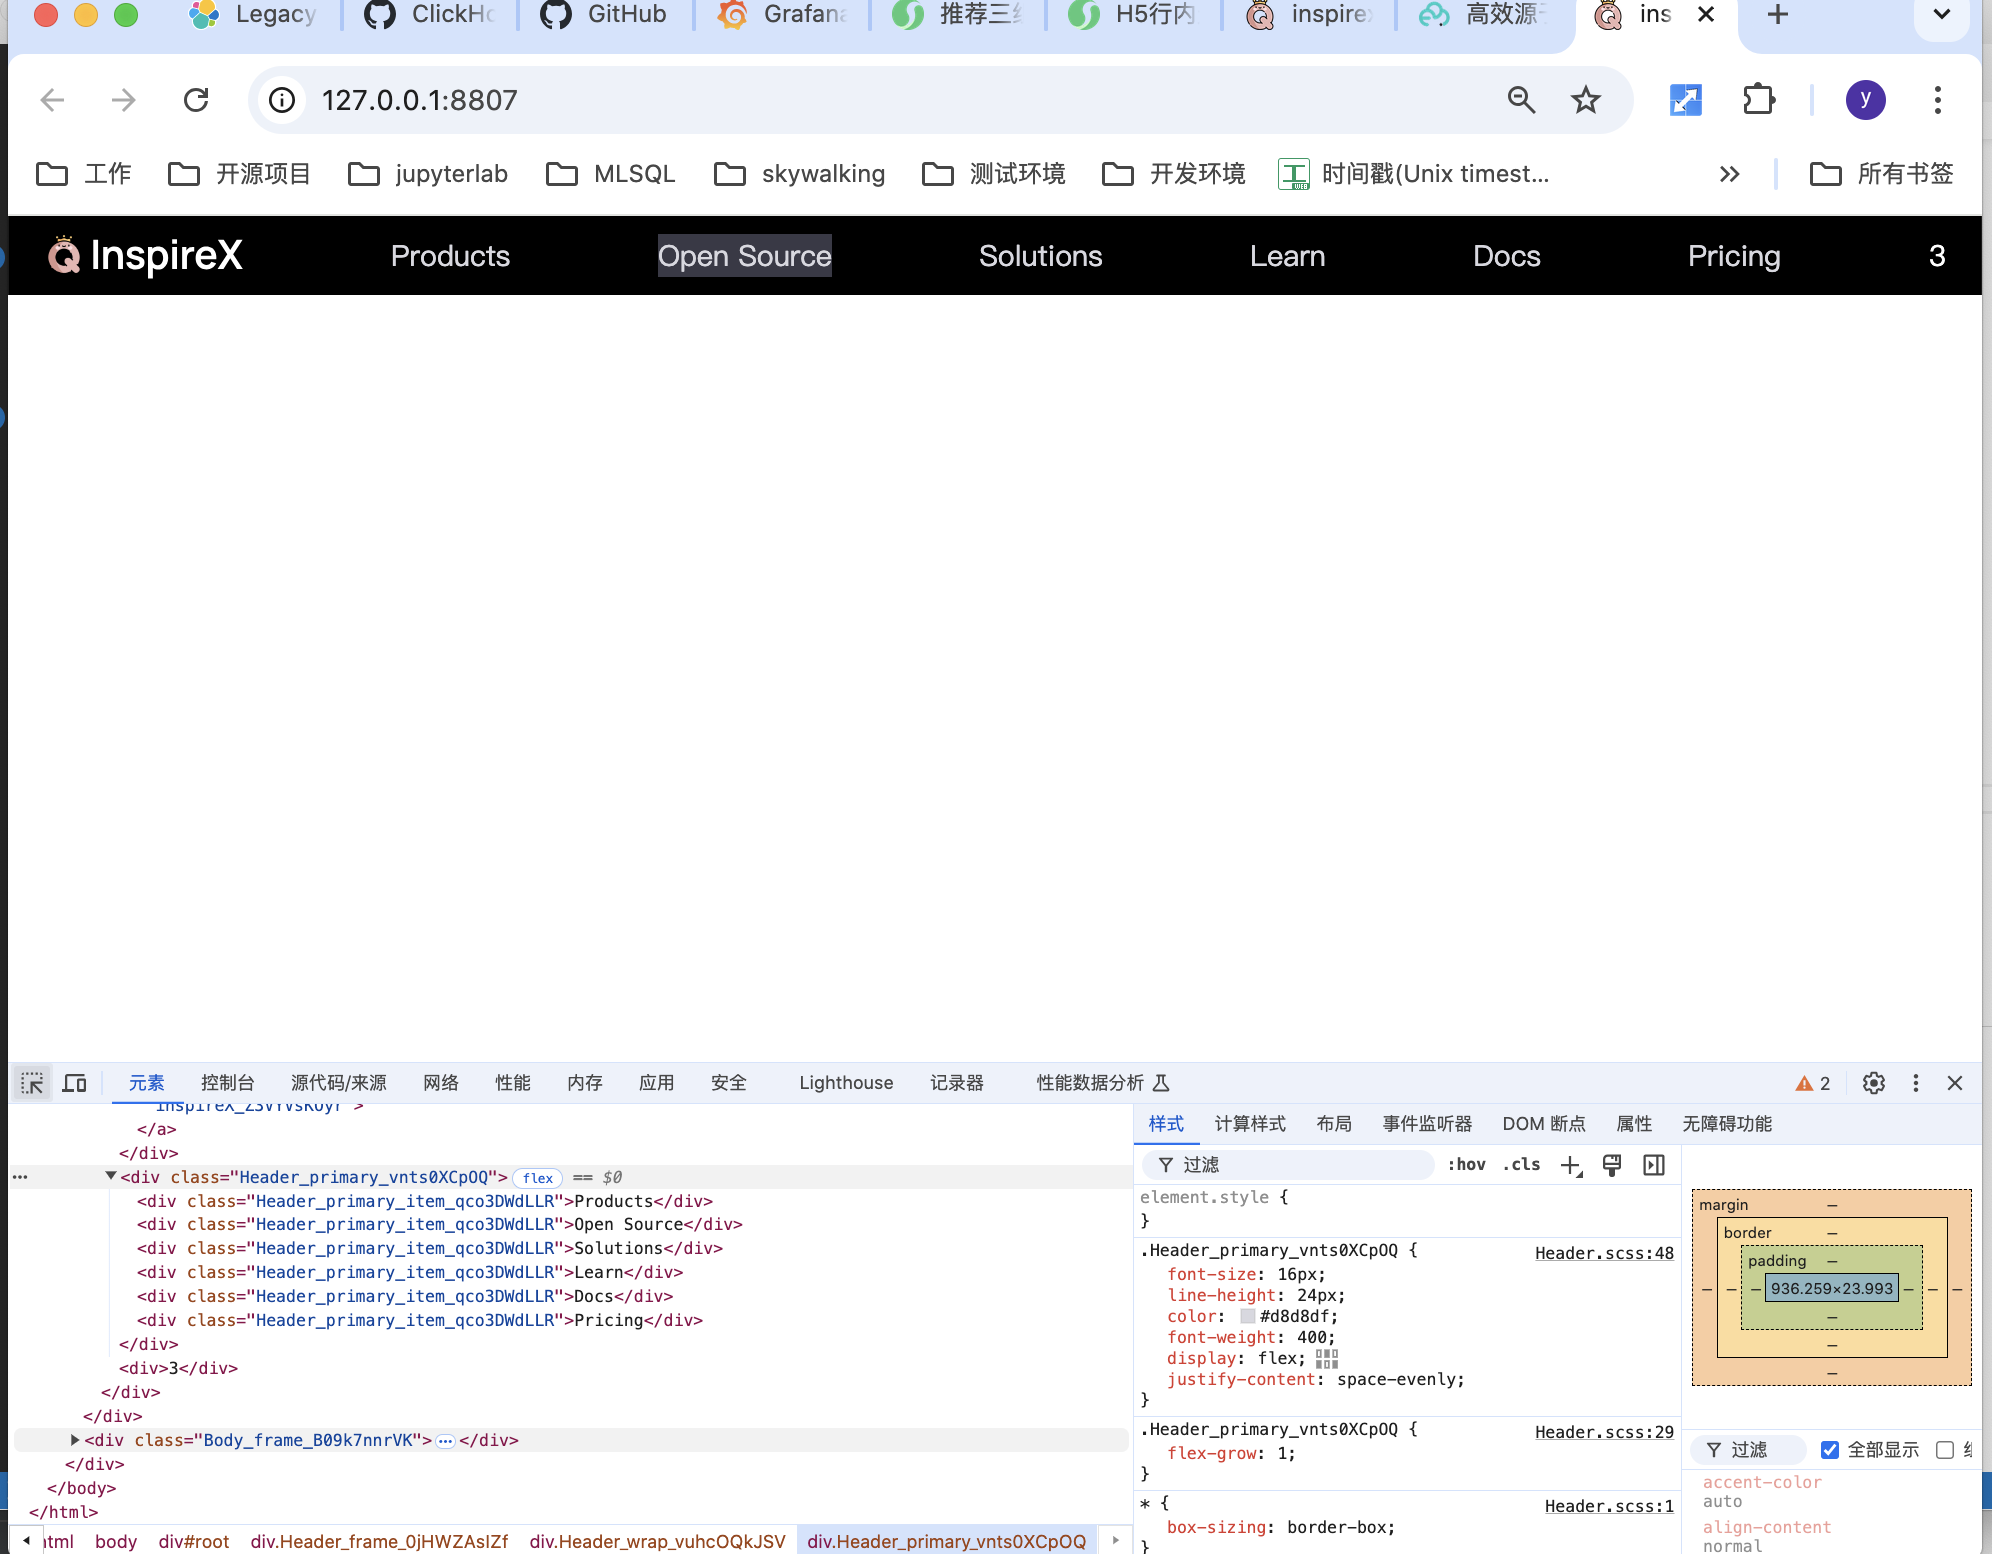 Legacy ClickHo GitHub Grafana 推荐三 H5行内 inspirex 高效源 ins
127.0.0.1:8807 y
工作 开源项目 jupyterlab MLSQL skywalking 测试环境 开发环境 时间戳(Unix timest... 所有书签
InspireX Products Open Source Solutions Learn Docs Pricing 3
元素 控制台 源代码/来源 网络 性能 内存 应用 安全 Lighthouse 记录器 性能数据分析 2
inspireX_Z3VYVsKUyr">
</a>
</div>
<div class="Header_primary_vnts0XCpOQ"> flex == $0
<div class="Header_primary_item_qco3DWdLLR">Products</div>
<div class="Header_primary_item_qco3DWdLLR">Open Source</div>
<div class="Header_primary_item_qco3DWdLLR">Solutions</div>
<div class="Header_primary_item_qco3DWdLLR">Learn</div>
<div class="Header_primary_item_qco3DWdLLR">Docs</div>
<div class="Header_primary_item_qco3DWdLLR">Pricing</div>
</div>
<div>3</div>
</div>
</div>
<div class="Body_frame_B09k7nnrVK">…</div>
</div>
</body>
</html>
html body div#root div.Header_frame_0jHWZAsIZf div.Header_wrap_vuhcOQkJSV div.Header_primary_vnts0XCpOQ
样式 计算样式 布局 事件监听器 DOM 断点 属性 无障碍功能
过滤 :hov .cls
element.style {
}
.Header_primary_vnts0XCpOQ { Header.scss:48
font-size: 16px;
line-height: 24px;
color: #d8d8df;
font-weight: 400;
display: flex;
justify-content: space-evenly;
}
.Header_primary_vnts0XCpOQ { Header.scss:29
flex-grow: 1;
}
* { Header.scss:1
box-sizing: border-box;
}
margin –
border –
padding –
– – – 936.259×23.993 – – –
–
–
–
过滤 全部显示
accent-color
auto
align-content
normal